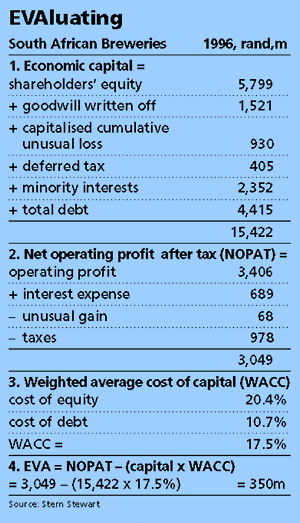 EVAluating
South African Breweries 1996, rand,m
1. Economic capital =
shareholders' equity 5,799
+ goodwill written off 1,521
+ capitalised cumulative
unusual loss 930
+ deferred tax 405
+ minority interests 2,352
+ total debt 4,415
15,422
2. Net operating profit after tax (NOPAT) =
operating profit 3,406
+ interest expense 689
– unusual gain 68
– taxes 978
3,049
3. Weighted average cost of capital (WACC)
cost of equity 20.4%
cost of debt 10.7%
WACC = 17.5%
4. EVA = NOPAT – (capital x WACC)
= 3,049 – (15,422 x 17.5%) = 350m
Source: Stern Stewart